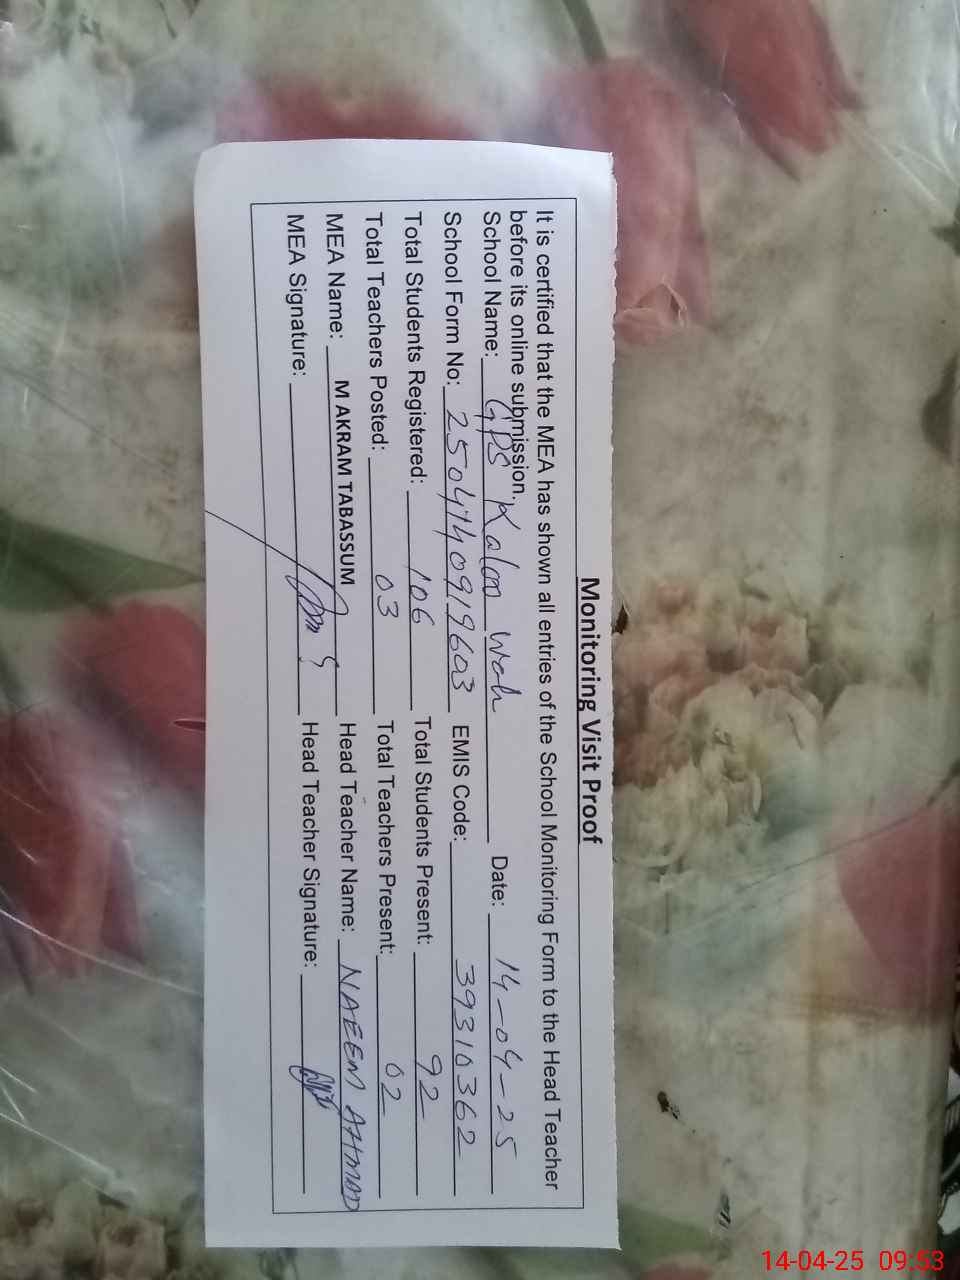 Monitoring Visit Proof
It is certified that the MEA has shown all entries of the School Monitoring Form to the Head Teacher
before its online submission.
School Name: GPS Kaloo Wah Date: 14-04-25
School Form No: 2504740919603 EMIS Code: 39310362
Total Students Registered: 106 Total Students Present: 92
Total Teachers Posted: 03 Total Teachers Present: 02
MEA Name: M AKRAM TABASSUM Head Teacher Name: NAEEM AHMAD
MEA Signature: Head Teacher Signature:
14-04-25 09:53